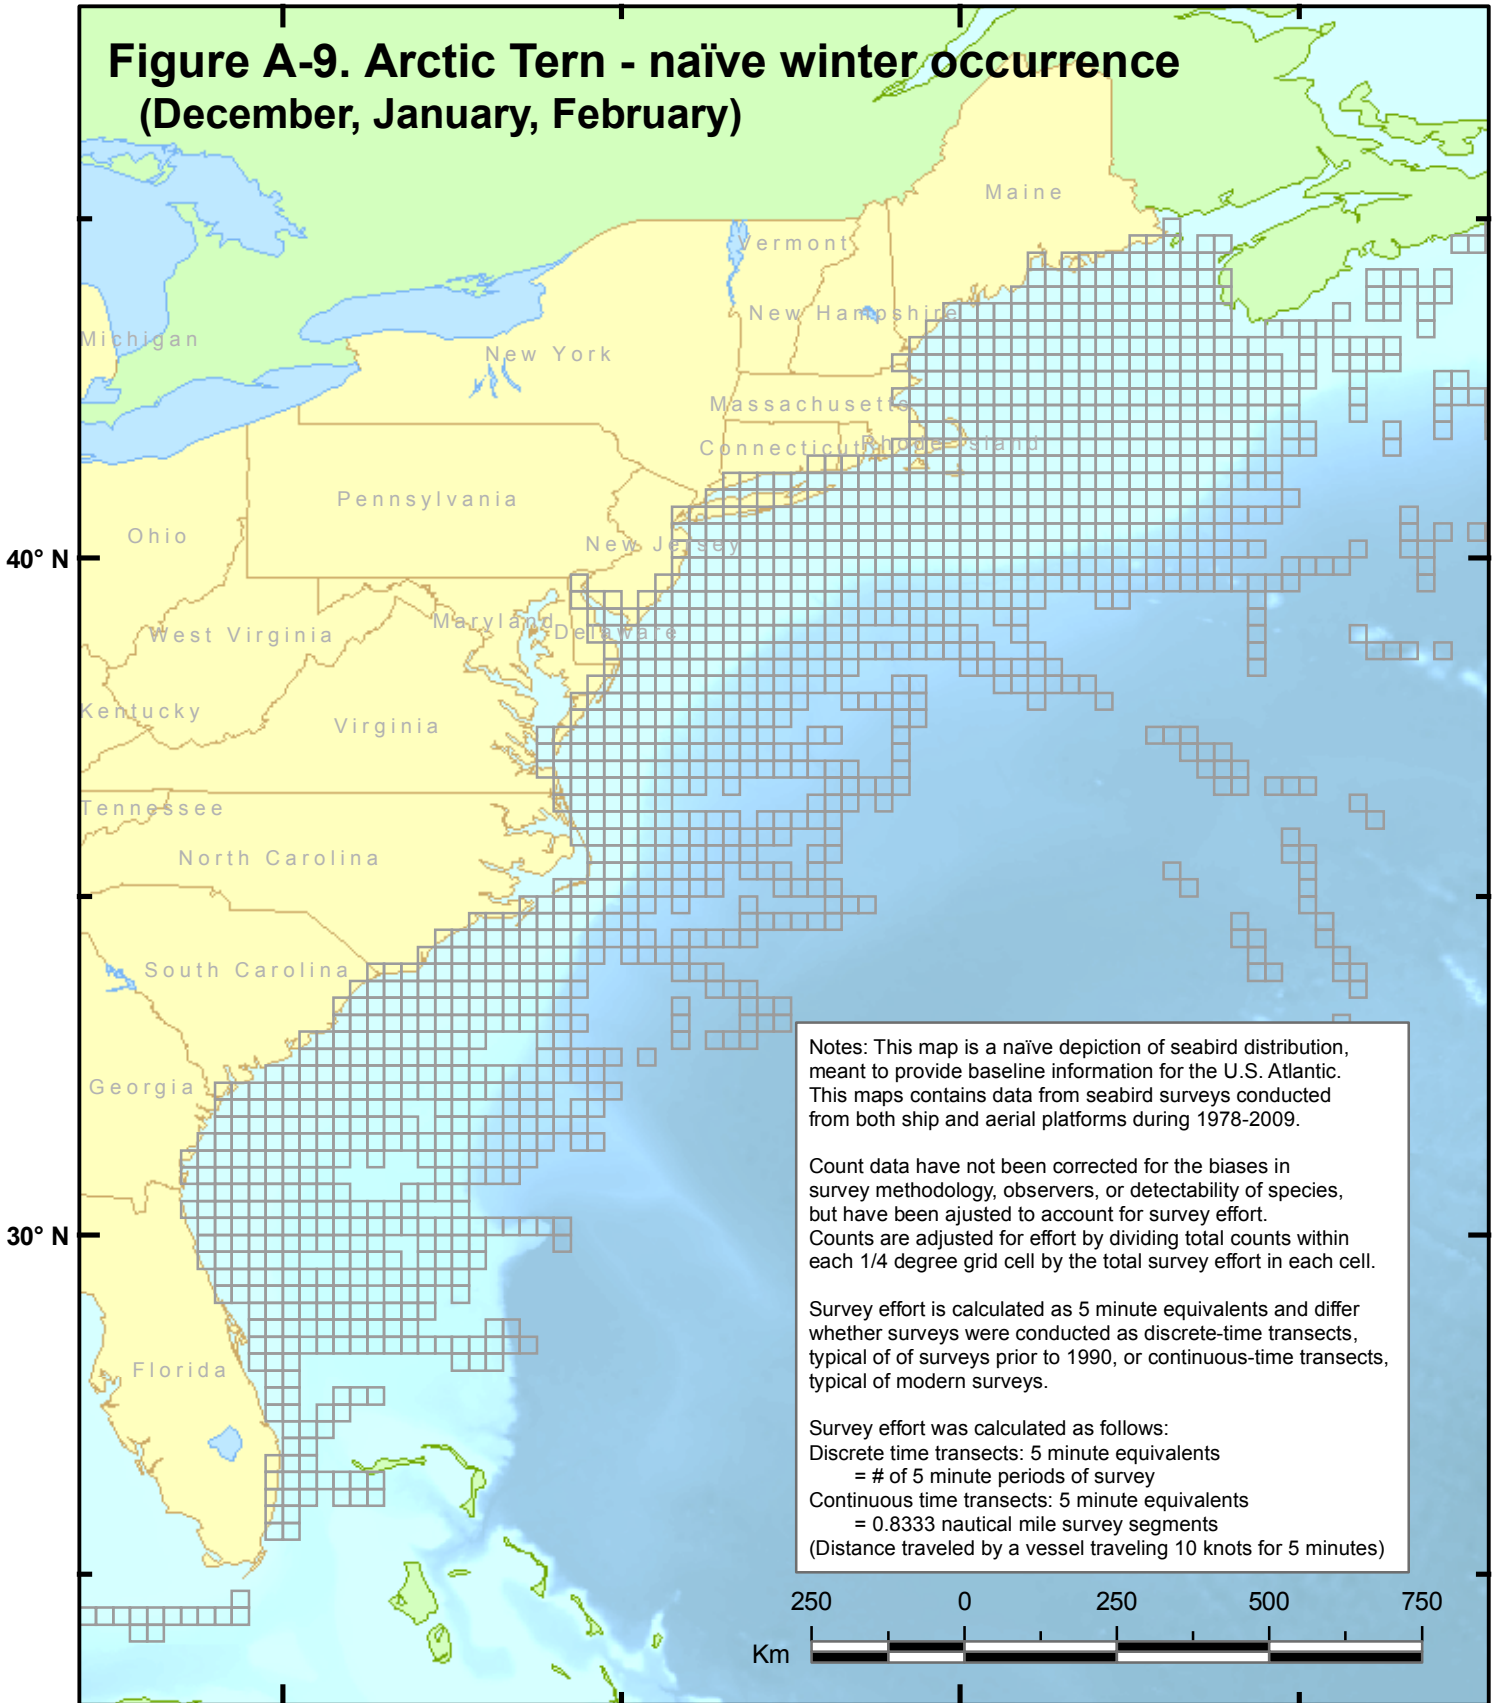 Figure A-9. Arctic Tern - naïve winter occurrence
(December, January, February)
Maine
Vermont
New Hampshire
Michigan
New York
Massachusetts
Connecticut
Rhode Island
Pennsylvania
Ohio
New Jersey
40° N
West Virginia
Maryland
Delaware
Kentucky
Virginia
Tennessee
North Carolina
South Carolina
Georgia
30° N
Florida
Notes: This map is a naïve depiction of seabird distribution,
meant to provide baseline information for the U.S. Atlantic.
This maps contains data from seabird surveys conducted
from both ship and aerial platforms during 1978-2009.
Count data have not been corrected for the biases in
survey methodology, observers, or detectability of species,
but have been ajusted to account for survey effort.
Counts are adjusted for effort by dividing total counts within
each 1/4 degree grid cell by the total survey effort in each cell.
Survey effort is calculated as 5 minute equivalents and differ
whether surveys were conducted as discrete-time transects,
typical of of surveys prior to 1990, or continuous-time transects,
typical of modern surveys.
Survey effort was calculated as follows:
Discrete time transects: 5 minute equivalents
= # of 5 minute periods of survey
Continuous time transects: 5 minute equivalents
= 0.8333 nautical mile survey segments
(Distance traveled by a vessel traveling 10 knots for 5 minutes)
250 0 250 500 750
Km